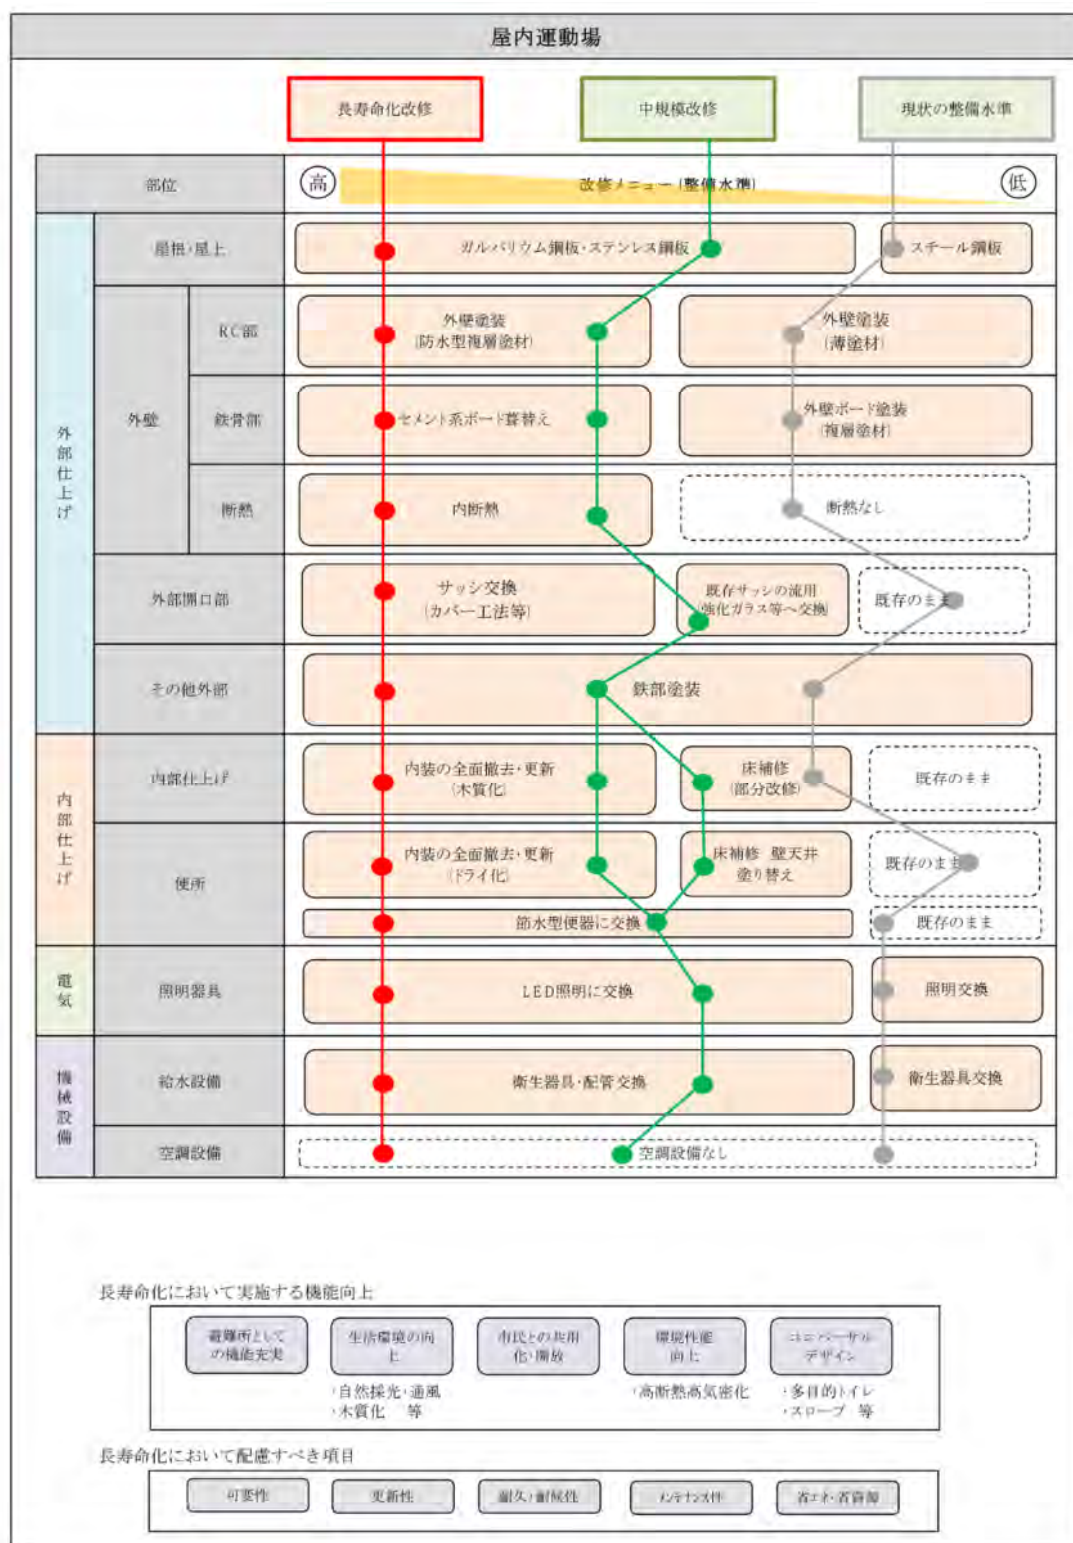 屋内運動場
長寿命化改修
中規模改修
現状の整備水準
部位
高
改修メニュー(整備水準)
低
外部仕上げ
屋根・屋上
ガルバリウム鋼板・ステンレス鋼板
スチール鋼板
外壁
RC部
外壁塗装
(防水型複層塗材)
外壁塗装
(薄塗材)
鉄骨部
セメント系ボード葺替え
外壁ボード塗装
(複層塗材)
断熱
内断熱
断熱なし
外部開口部
サッシ交換
(カバー工法等)
既存サッシの流用
(強化ガラス等へ交換)
既存のまま
その他外部
鉄部塗装
内部仕上げ
内部仕上げ
内装の全面撤去・更新
(木質化)
床補修
(部分改修)
既存のまま
便所
内装の全面撤去・更新
(ドライ化)
床補修 壁天井
塗り替え
既存のまま
節水型便器に交換
既存のまま
電気
照明器具
LED照明に交換
照明交換
機械設備
給水設備
衛生器具・配管交換
衛生器具交換
空調設備
空調設備なし
長寿命化において実施する機能向上
避難所として
の機能充実
生活環境の向
上
市民との共用
化・開放
環境性能
向上
ユニバーサル
デザイン
・自然採光・通風
・木質化 等
・高断熱高気密化
・多目的トイレ
・スロープ 等
長寿命化において配慮すべき項目
可変性
更新性
耐久・耐候性
メンテナンス性
省エネ・省資源